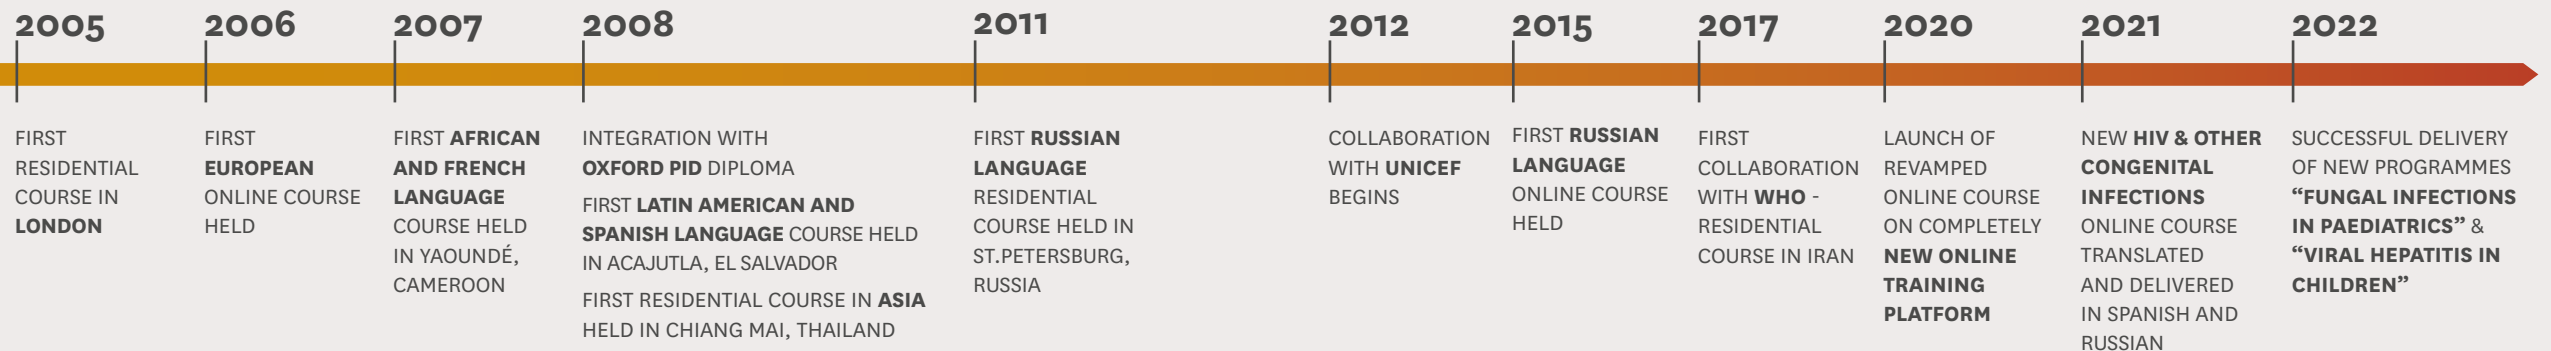 2005
FIRST
RESIDENTIAL
COURSE IN
LONDON
2006
FIRST
EUROPEAN
ONLINE COURSE
HELD
2007
FIRST AFRICAN
AND FRENCH
LANGUAGE
COURSE HELD
IN YAOUNDÉ,
CAMEROON
2008
INTEGRATION WITH
OXFORD PID DIPLOMA
FIRST LATIN AMERICAN AND
SPANISH LANGUAGE COURSE HELD
IN ACAJUTLA, EL SALVADOR
FIRST RESIDENTIAL COURSE IN ASIA
HELD IN CHIANG MAI, THAILAND
2011
FIRST RUSSIAN
LANGUAGE
RESIDENTIAL
COURSE HELD IN
ST.PETERSBURG,
RUSSIA
2012
COLLABORATION
WITH UNICEF
BEGINS
2015
FIRST RUSSIAN
LANGUAGE
ONLINE COURSE
HELD
2017
FIRST
COLLABORATION
WITH WHO -
RESIDENTIAL
COURSE IN IRAN
2020
LAUNCH OF
REVAMPED
ONLINE COURSE
ON COMPLETELY
NEW ONLINE
TRAINING
PLATFORM
2021
NEW HIV & OTHER
CONGENITAL
INFECTIONS
ONLINE COURSE
TRANSLATED
AND DELIVERED
IN SPANISH AND
RUSSIAN
2022
SUCCESSFUL DELIVERY
OF NEW PROGRAMMES
“FUNGAL INFECTIONS
IN PAEDIATRICS” &
“VIRAL HEPATITIS IN
CHILDREN”